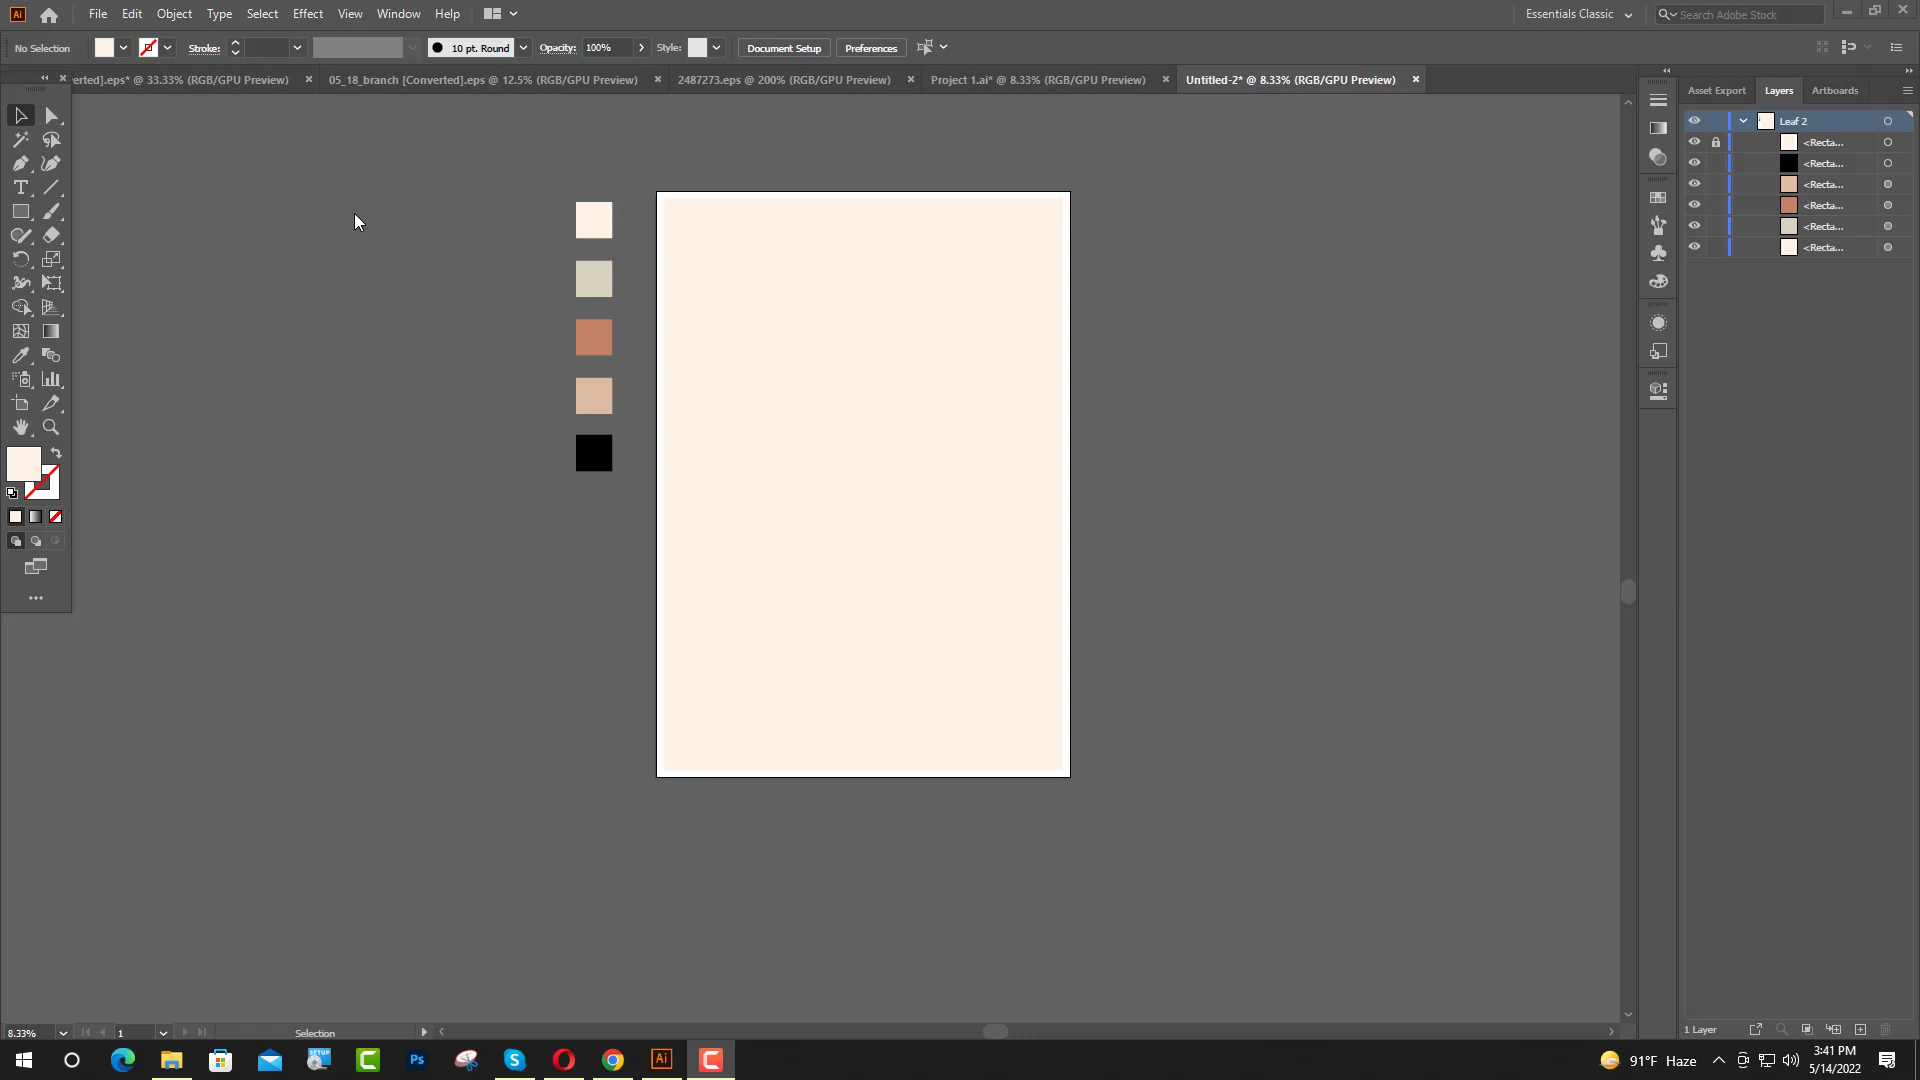 Ai File Edit Object Type Select Effect View Window Help Essentials Classic Search Adobe Stock
No Selection Stroke: 10 pt. Round Opacity: 100% Style: Document Setup Preferences
erted].eps* @ 33.33% (RGB/GPU Preview) 05_18_branch [Converted].eps @ 12.5% (RGB/GPU Preview) 2487273.eps @ 200% (RGB/GPU Preview) Project 1.ai* @ 8.33% (RGB/GPU Preview) Untitled-2* @ 8.33% (RGB/GPU Preview)
Asset Export Layers Artboards
Leaf 2
<Recta...
<Recta...
<Recta...
<Recta...
<Recta...
<Recta...
8.33% 1 Selection 1 Layer
SETUP Ps Ai 91°F Haze 3:41 PM
5/14/2022